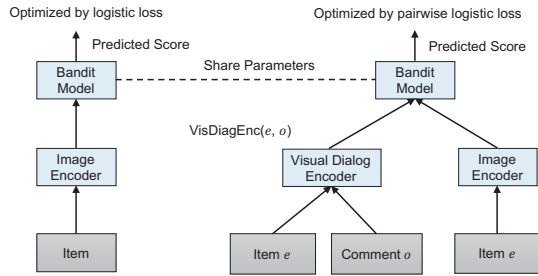 Optimized by logistic loss
Optimized by pairwise logistic loss
Predicted Score
Predicted Score
Share Parameters
Bandit
Model
Bandit
Model
VisDiagEnc(e, o)
Image
Encoder
Visual Dialog
Encoder
Image
Encoder
Item
Item e
Comment o
Item e